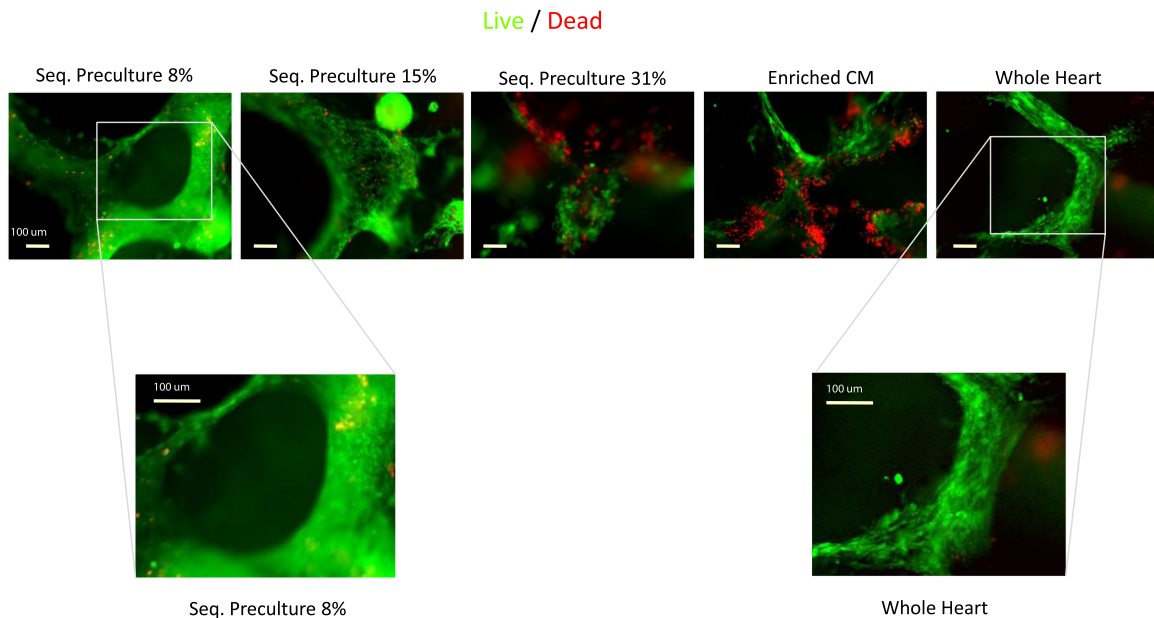 Live / Dead
Seq. Preculture 8%
Seq. Preculture 15%
Seq. Preculture 31%
Enriched CM
Whole Heart
100 um
100 um
100 um
Seq. Preculture 8%
Whole Heart